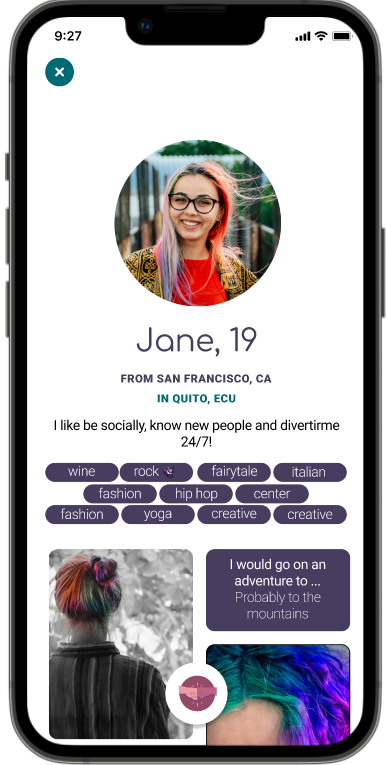 9:27
Jane, 19
FROM SAN FRANCISCO, CA
IN QUITO, ECU
I like be socially, know new people and divertirme
24/7!
wine rock fairytale italian
fashion hip hop center
fashion yoga creative creative
I would go on an
adventure to ...
Probably to the
mountains